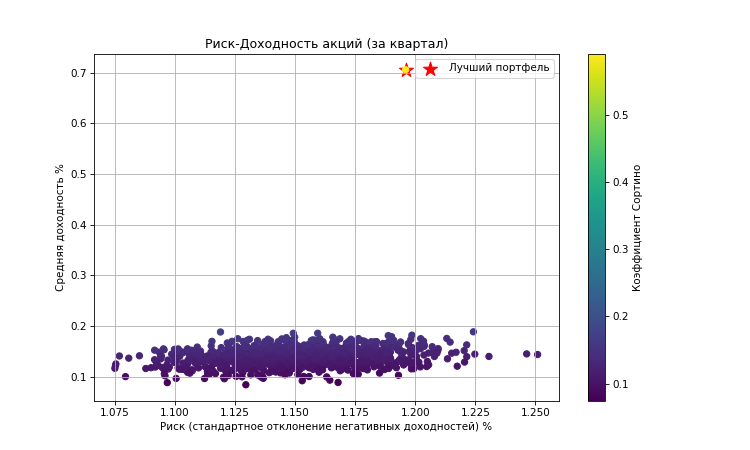 Риск-Доходность акций (за квартал)
Лучший портфель
0.7
0.6
0.5
0.4
0.3
0.2
0.1
Средняя доходность %
1.075 1.100 1.125 1.150 1.175 1.200 1.225 1.250
Риск (стандартное отклонение негативных доходностей) %
0.5
0.4
0.3
0.2
0.1
Коэффициент Сортино